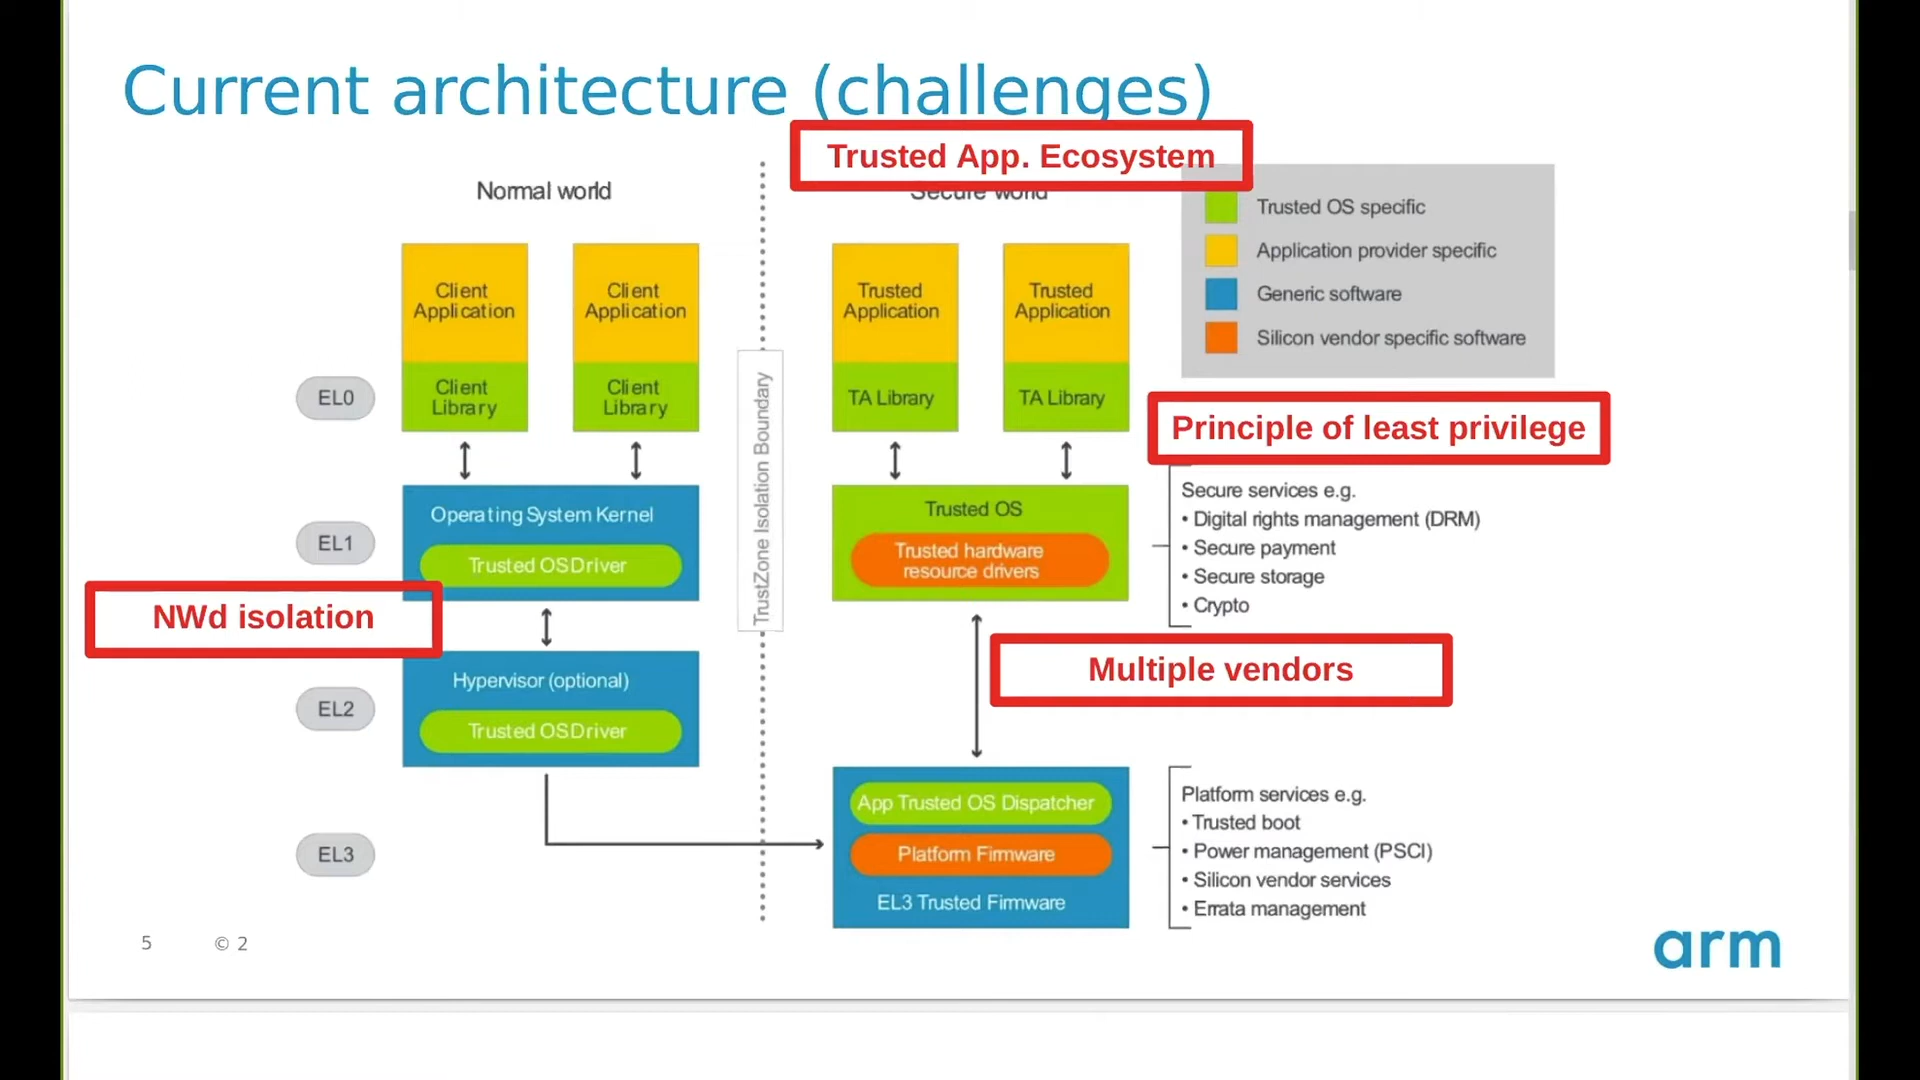 Current architecture (challenges)
Trusted App. Ecosystem
Normal world
Secure world
Trusted OS specific
Application provider specific
Generic software
Silicon vendor specific software
Client
Application
Client
Application
Trusted
Application
Trusted
Application
EL0
Client
Library
Client
Library
TA Library
TA Library
TrustZone Isolation Boundary
Principle of least privilege
EL1
Operating System Kernel
Trusted OS Driver
Trusted OS
Trusted hardware
resource drivers
Secure services e.g.
• Digital rights management (DRM)
• Secure payment
• Secure storage
• Crypto
NWd isolation
Multiple vendors
EL2
Hypervisor (optional)
Trusted OS Driver
EL3
App Trusted OS Dispatcher
Platform Firmware
EL3 Trusted Firmware
Platform services e.g.
• Trusted boot
• Power management (PSCI)
• Silicon vendor services
• Errata management
5
© 2
arm